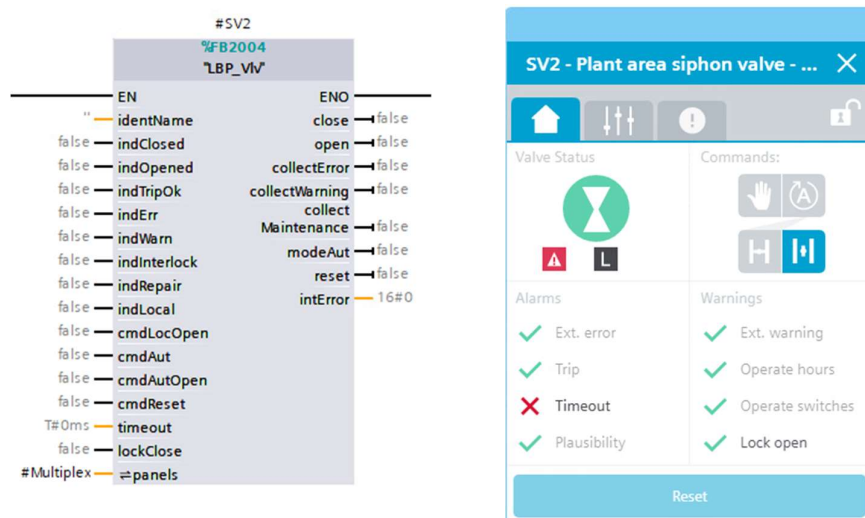 #SV2
%FB2004
"LBP_Vlv"
EN ENO
'' identName close false
false indClosed open false
false indOpened collectError false
false indTripOk collectWarning false
false indErr collect
Maintenance false
false indWarn modeAut false
false indInterlock reset false
false indRepair intError 16#0
false indLocal
false cmdLocOpen
false cmdAut
false cmdAutOpen
false cmdReset
T#0ms timeout
false lockClose
#Multiplex panels
SV2 - Plant area siphon valve - ...
Valve Status Commands:
A
L
Alarms Warnings
Ext. error Ext. warning
Trip Operate hours
Timeout Operate switches
Plausibility Lock open
Reset